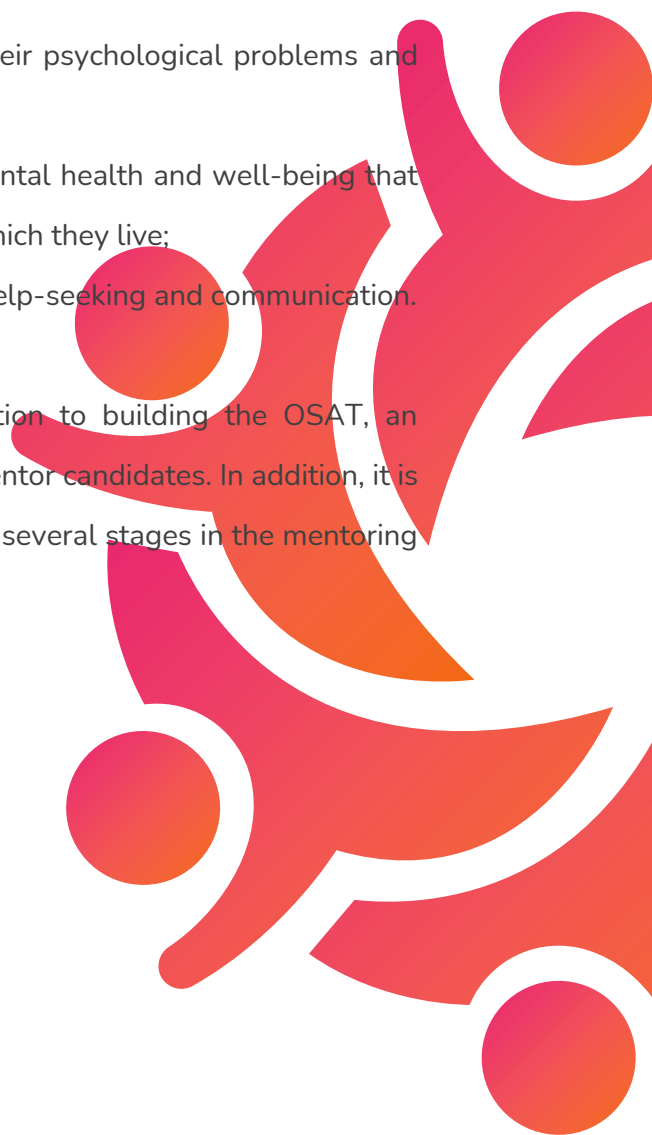 eir psychological problems and
ntal health and well-being that
hich they live;
elp-seeking and communication.
tion to building the OSAT, an
entor candidates. In addition, it is
several stages in the mentoring